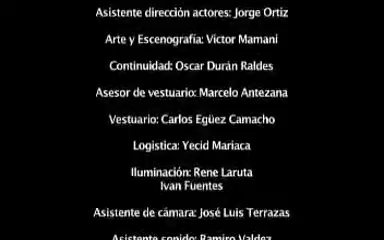 Asistente dirección actores: Jorge Ortiz
Arte y Escenografía: Victor Mamani
Continuidad: Oscar Durán Raldes
Asesor de vestuario: Marcelo Antezana
Vestuario: Carlos Egüez Camacho
Logistica: Yecid Mariaca
Iluminación: Rene Laruta
Ivan Fuentes
Asistente de cámara: José Luis Terrazas
Asistente sonido: Ramiro Valdez